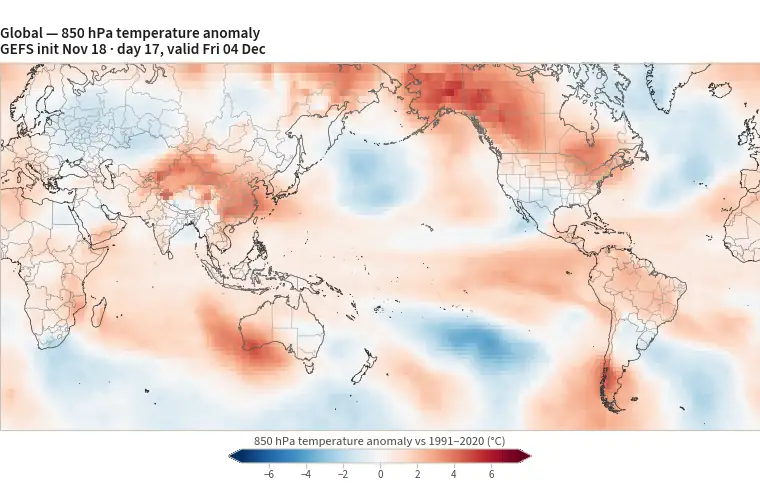 Global — 850 hPa temperature anomaly
GEFS init Nov 18 · day 17, valid Fri 04 Dec
850 hPa temperature anomaly vs 1991–2020 (°C)
−6 −4 −2 0 2 4 6